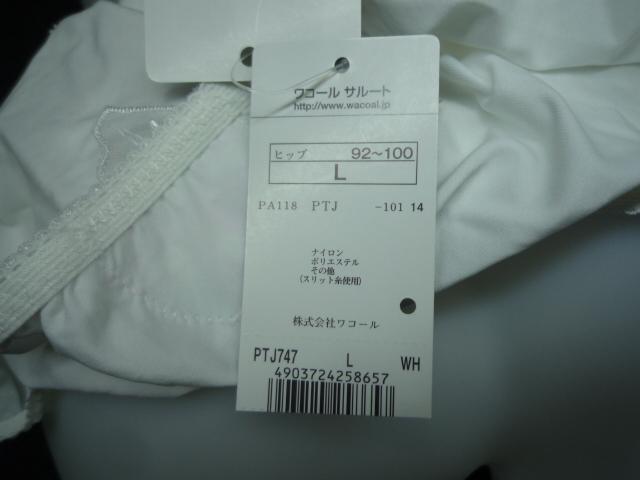 ワコール サルート
http://www.wacoal.jp
ヒップ 92~100
L
PA118 PTJ -101 14
ナイロン
ポリエステル
その他
(スリット糸使用)
株式会社ワコール
PTJ747 L WH
4903724258657